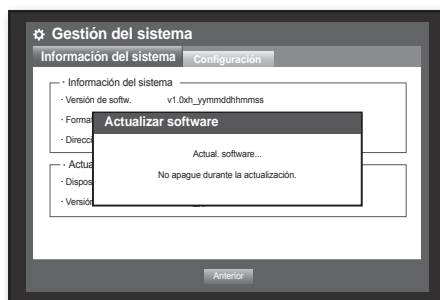 Gestión del sistema
Información del sistema Configuración
· Información del sistema
· Versión de softw. v1.0xh_yymmddhhmmss
Actualizar software
Actual. software...
No apague durante la actualización.
Anterior